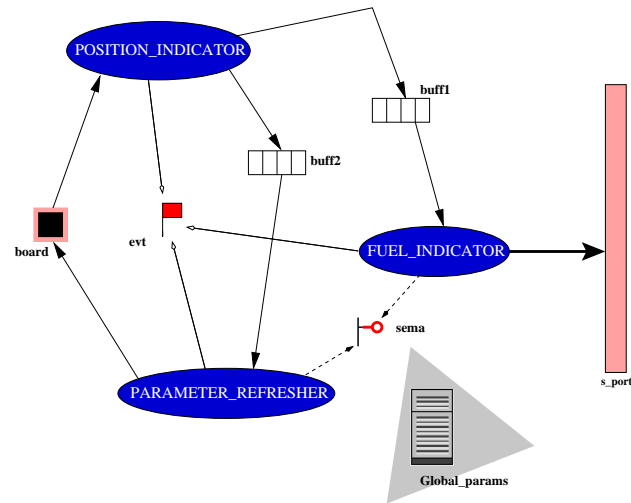 POSITION_INDICATOR
buff1
buff2
board
evt
FUEL_INDICATOR
sema
s_port
PARAMETER_REFRESHER
Global_params